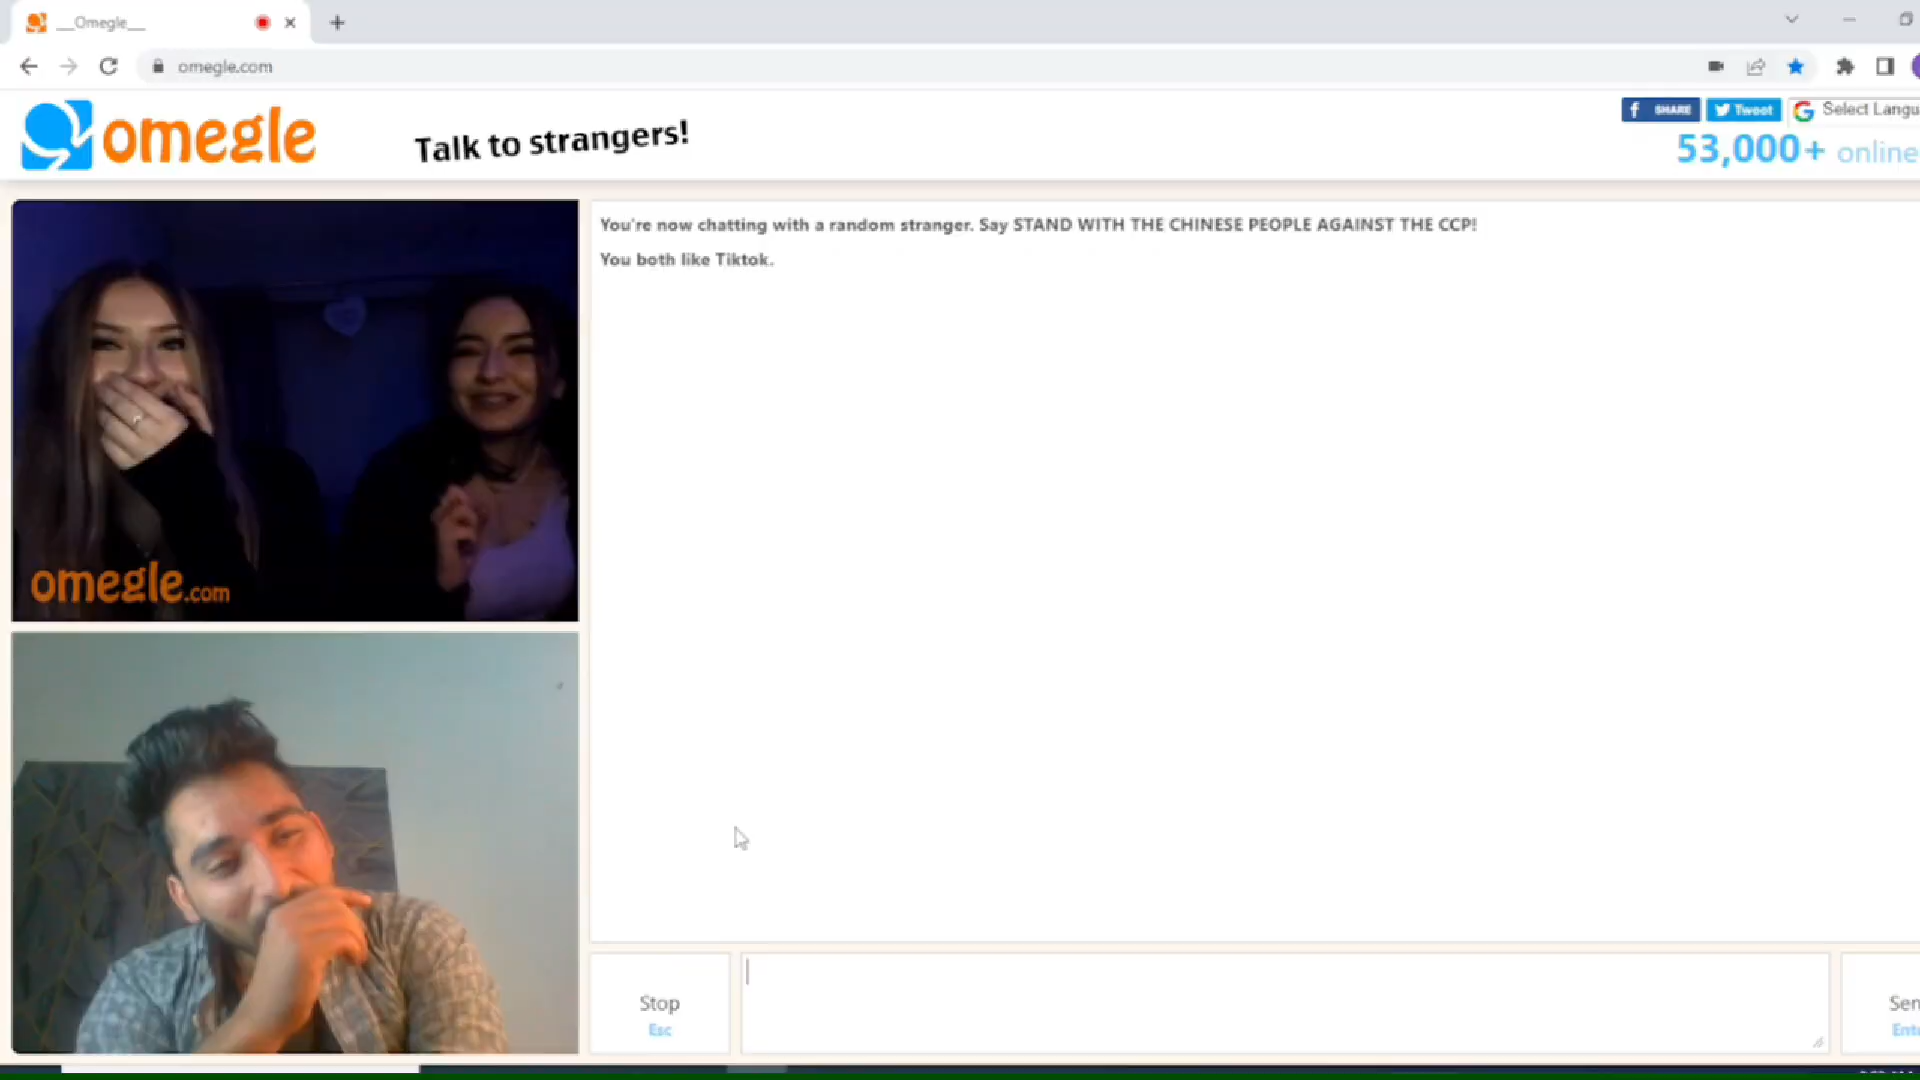 __Omegle__
omegle.com
omegle
Talk to strangers!
SHARE
Tweet
Select Langu
53,000+ online
You're now chatting with a random stranger. Say STAND WITH THE CHINESE PEOPLE AGAINST THE CCP!
You both like Tiktok.
omegle.com
Stop
Esc
Sen
Ente